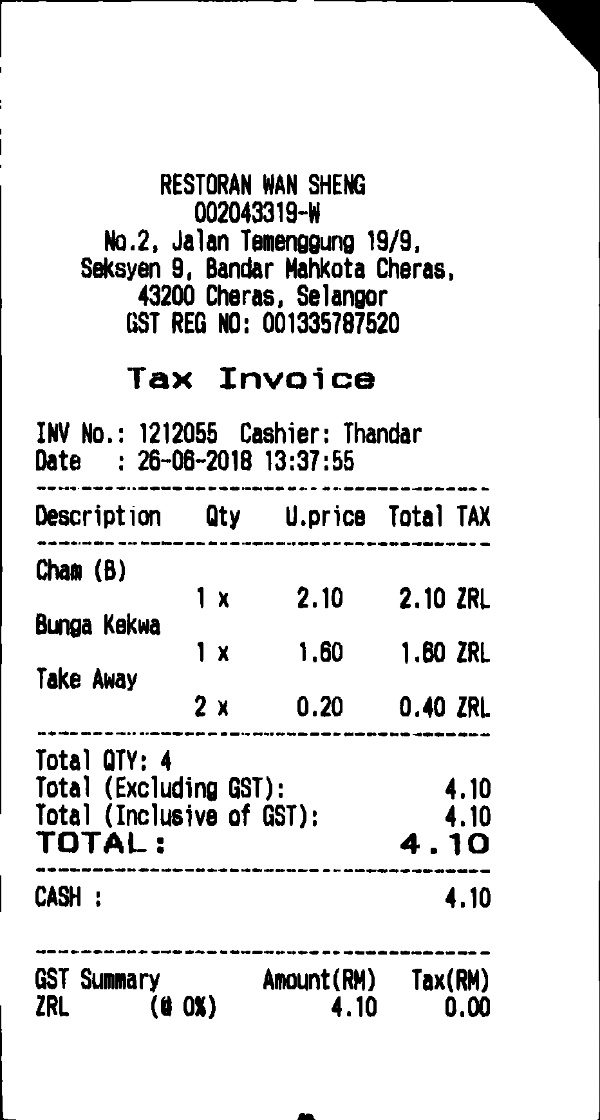 RESTORAN WAN SHENG
002043319-W
No.2, Jalan Temenggung 19/9,
Seksyen 9, Bandar Mahkota Cheras,
43200 Cheras, Selangor
GST REG NO: 001335787520
Tax Invoice
INV No.: 1212055 Cashier: Thandar
Date : 26-06-2018 13:37:55
Description Qty U.price Total TAX
Cham (B)
1 x 2.10 2.10 ZRL
Bunga Kekwa
1 x 1.60 1.60 ZRL
Take Away
2 x 0.20 0.40 ZRL
Total QTY: 4
Total (Excluding GST): 4.10
Total (Inclusive of GST): 4.10
TOTAL: 4.10
CASH : 4.10
GST Summary Amount(RM) Tax(RM)
ZRL (@ 0%) 4.10 0.00